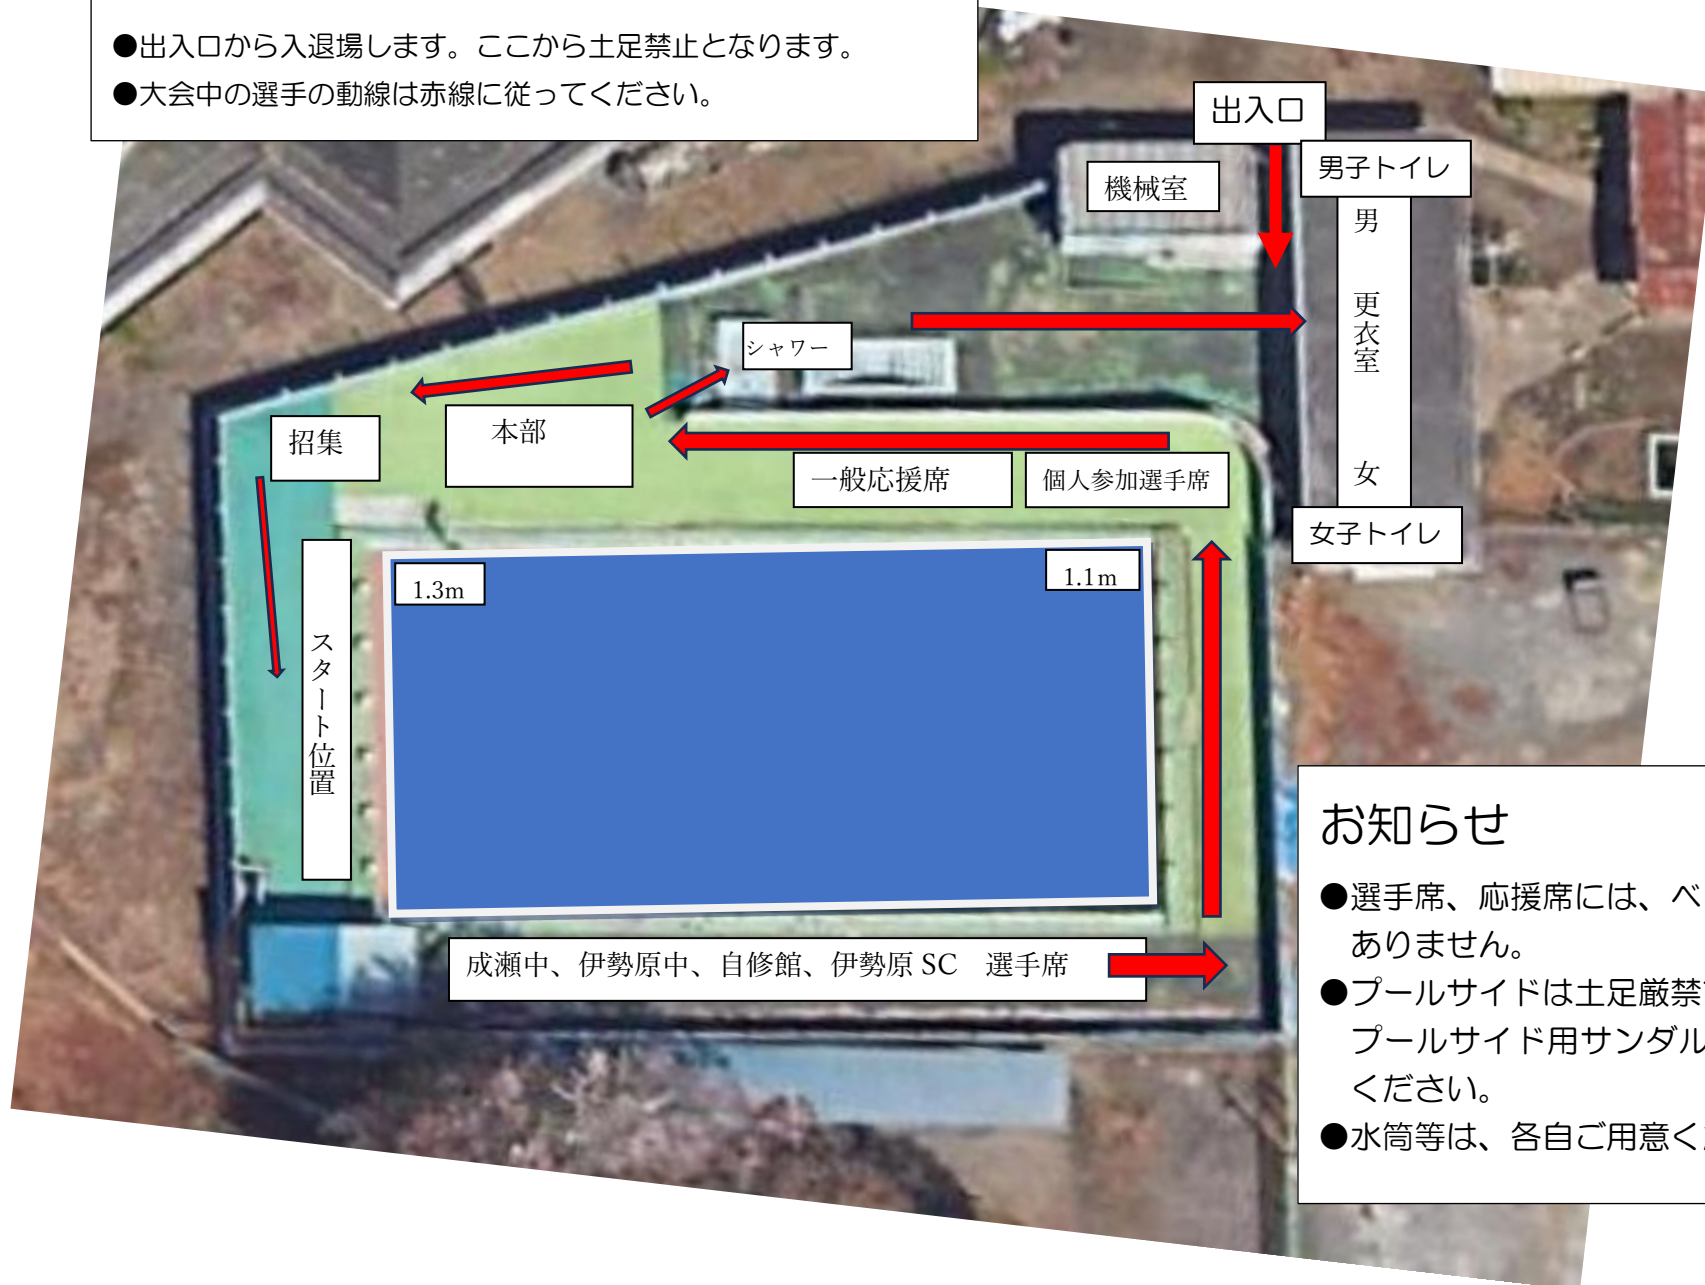 ●出入口から入退場します。ここから土足禁止となります。
●大会中の選手の動線は赤線に従ってください。
出入口
男子トイレ
機械室
男 更衣室 女
シャワー
招集
本部
一般応援席
個人参加選手席
女子トイレ
1.3m
1.1m
スタート位置
成瀬中、伊勢原中、自修館、伊勢原 SC　選手席
お知らせ
●選手席、応援席には、ベ
ありません。
●プールサイドは土足厳禁
プールサイド用サンダル
ください。
●水筒等は、各自ご用意く